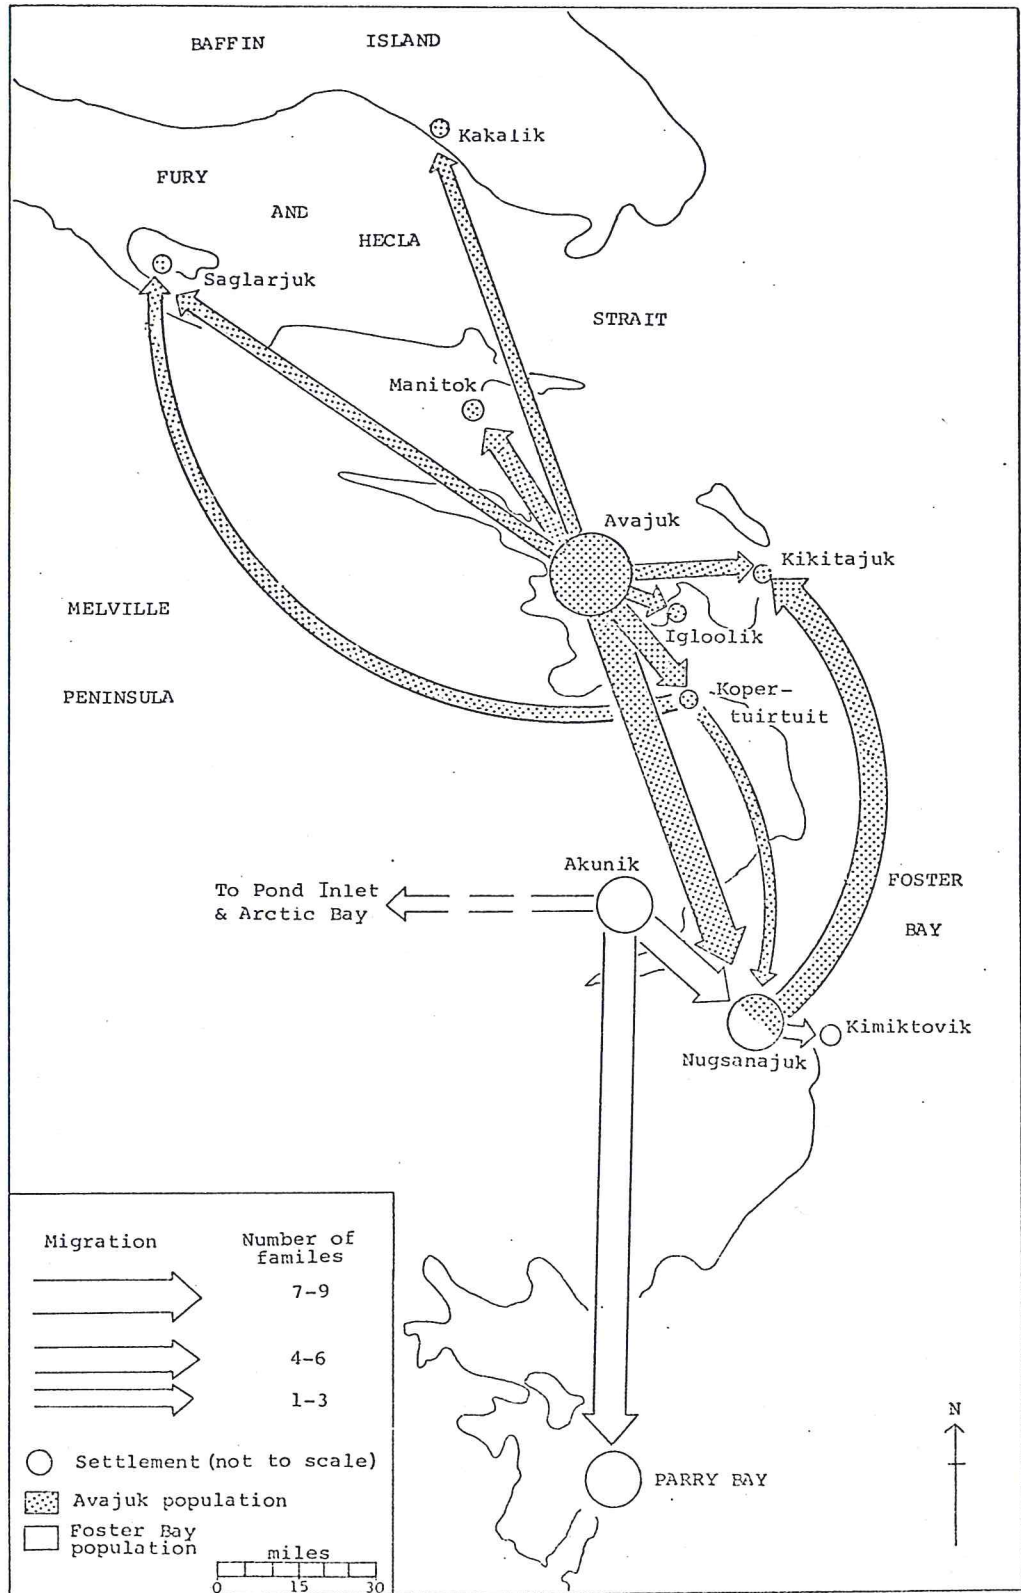 BAFFIN ISLAND
Kakalik
FURY
AND
HECLA
Saglarjuk
STRAIT
Manitok
Avajuk
Kikitajuk
MELVILLE
Igloolik
PENINSULA
Koper-
tuirtuit
Akunik
To Pond Inlet
& Arctic Bay
FOSTER
BAY
Kimiktovik
Nugsanajuk
Migration
Number of
familes
7-9
4-6
1-3
N
Settlement (not to scale)
PARRY BAY
Avajuk population
Foster Bay
population
miles
0 15 30